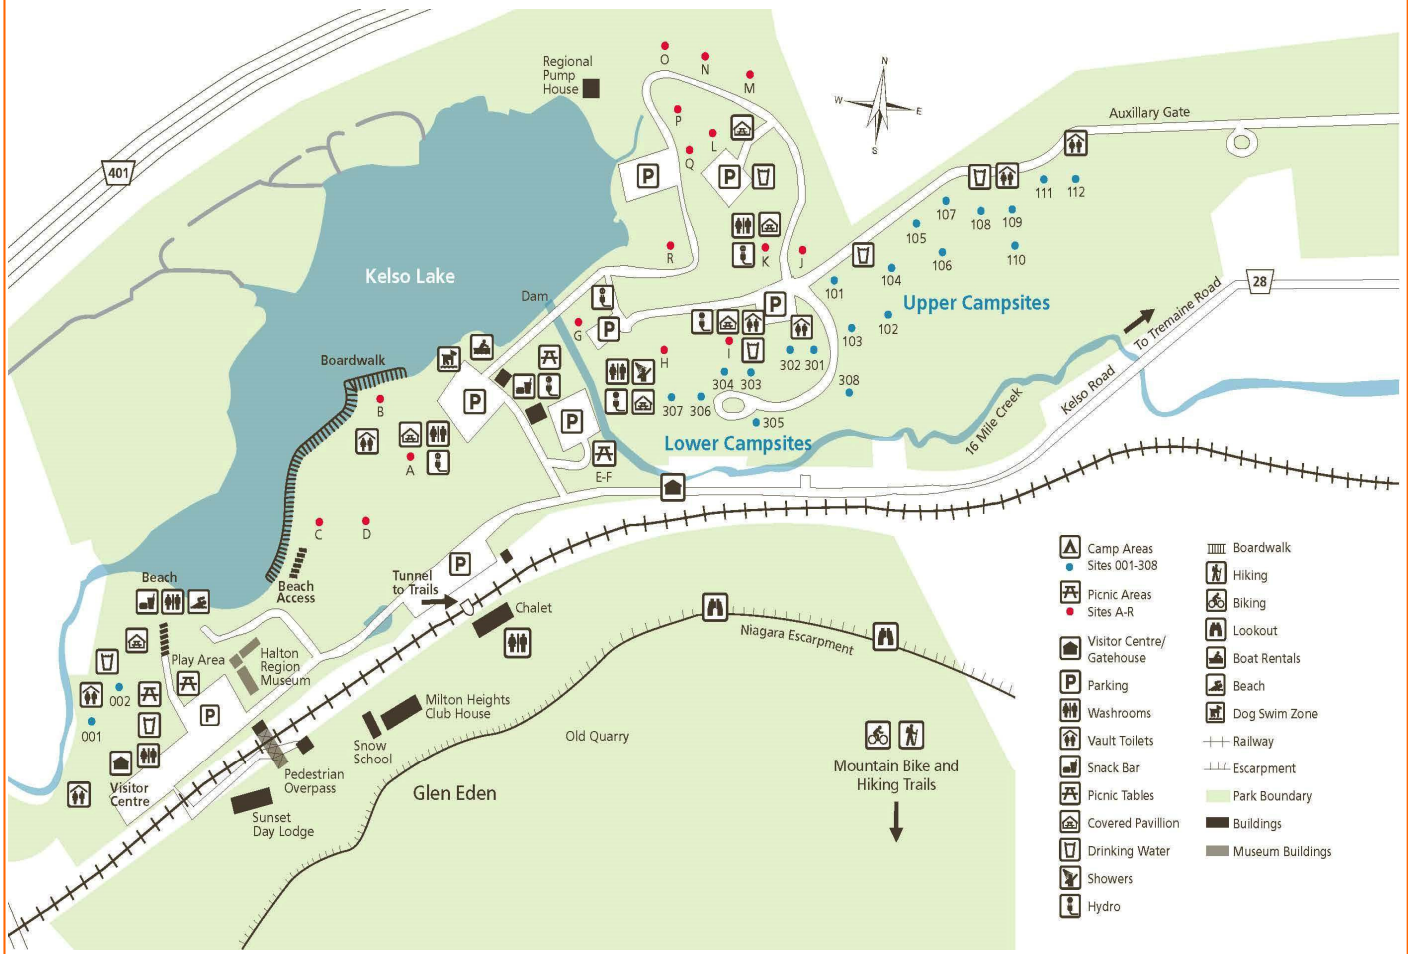 O
N
M
Regional
Pump
House
P
L
Q
P
P
N
W
E
S
Auxillary Gate
401
111
112
107
108
109
105
106
110
R
K
J
104
101
Kelso Lake
Dam
28
Upper Campsites
To Tremaine Road
G
P
P
102
103
H
I
302
301
Boardwalk
304
303
308
Kelso Road
B
P
307
306
305
P
16 Mile Creek
Lower Campsites
A
E-F
C
D
P
Tunnel
to Trails
Beach
Beach
Access
Chalet
Niagara Escarpment
Play Area
Halton
Region
Museum
002
001
P
Milton Heights
Club House
Snow
School
Old Quarry
Pedestrian
Overpass
Visitor
Centre
Glen Eden
Sunset
Day Lodge
Mountain Bike and
Hiking Trails
Camp Areas
Sites 001-308
Picnic Areas
Sites A-R
Visitor Centre/
Gatehouse
P Parking
Washrooms
Vault Toilets
Snack Bar
Picnic Tables
Covered Pavillion
Drinking Water
Showers
Hydro
Boardwalk
Hiking
Biking
Lookout
Boat Rentals
Beach
Dog Swim Zone
Railway
Escarpment
Park Boundary
Buildings
Museum Buildings